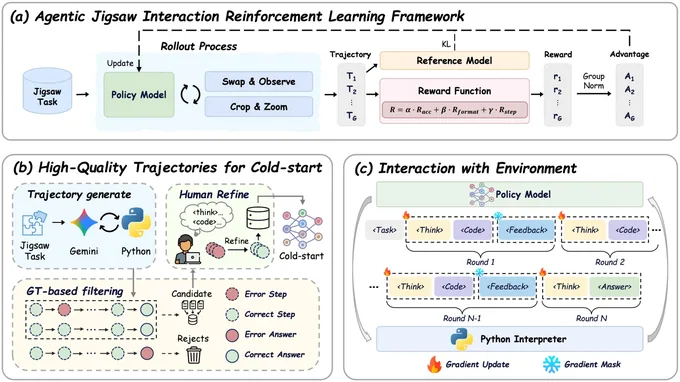 (a) Agentic Jigsaw Interaction Reinforcement Learning Framework
Rollout Process
Update
Jigsaw
Task
Policy Model
Swap & Observe
Crop & Zoom
Trajectory
T1
T2
...
TG
KL
Reference Model
Reward Function
R = α · Racc + β · Rformat + γ · Rstep
Reward
r1
r2
...
rG
Group
Norm
Advantage
A1
A2
...
AG
(b) High-Quality Trajectories for Cold-start
Trajectory generate
Jigsaw
Task
Gemini
Python
Human Refine
<think>
<code>
Refine
Cold-start
GT-based filtering
Candidate
Rejects
Error Step
Correct Step
Error Answer
Correct Answer
(c) Interaction with Environment
Policy Model
<Task> <Think> <Code> <Feedback> <Think> <Code> ...
Round 1 Round 2
... <Think> <Code> <Feedback> <Think> <Answer>
Round N-1 Round N
Python Interpreter
Gradient Update Gradient Mask